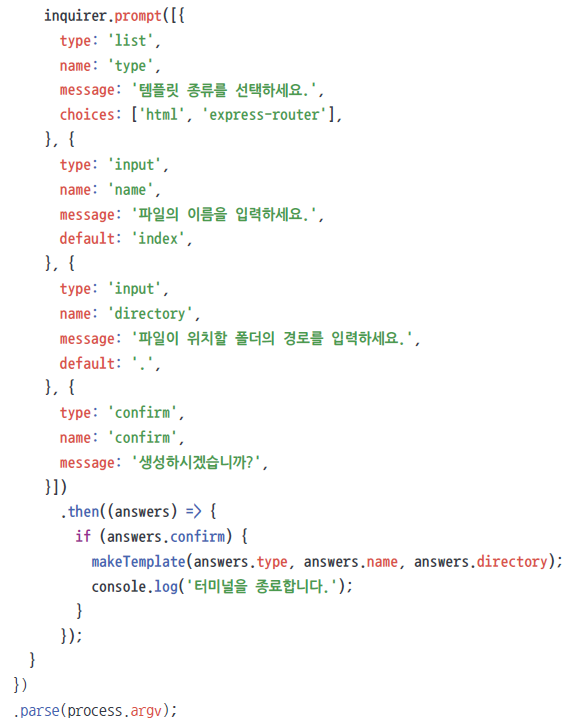 inquirer.prompt([{
type: 'list',
name: 'type',
message: '템플릿 종류를 선택하세요.',
choices: ['html', 'express-router'],
}, {
type: 'input',
name: 'name',
message: '파일의 이름을 입력하세요.',
default: 'index',
}, {
type: 'input',
name: 'directory',
message: '파일이 위치할 폴더의 경로를 입력하세요.',
default: '.',
}, {
type: 'confirm',
name: 'confirm',
message: '생성하시겠습니까?',
}])
.then((answers) => {
if (answers.confirm) {
makeTemplate(answers.type, answers.name, answers.directory);
console.log('터미널을 종료합니다.');
}
});
}
})
.parse(process.argv);